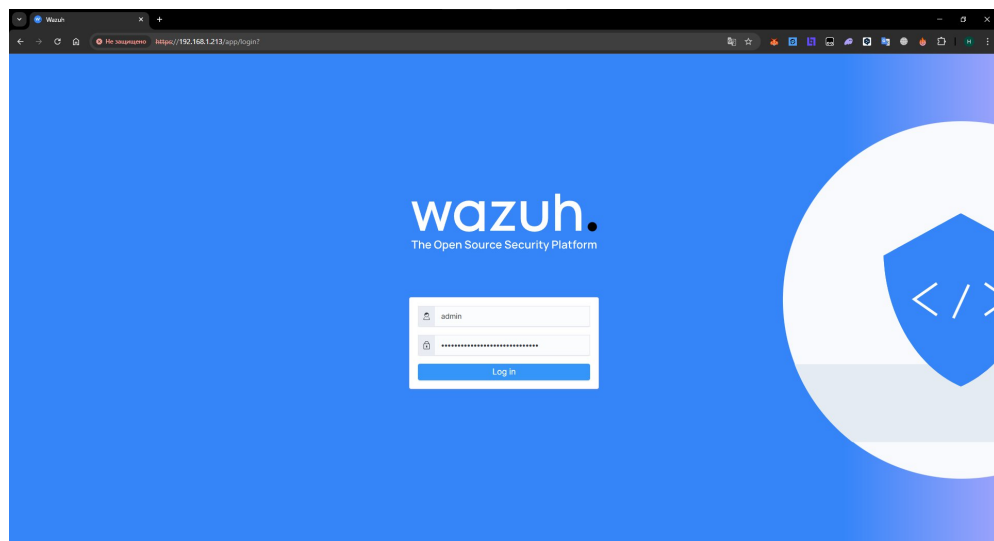 Wazuh
Не защищено https://192.168.1.213/app/login?
H
wazuh.
The Open Source Security Platform
admin
Log in